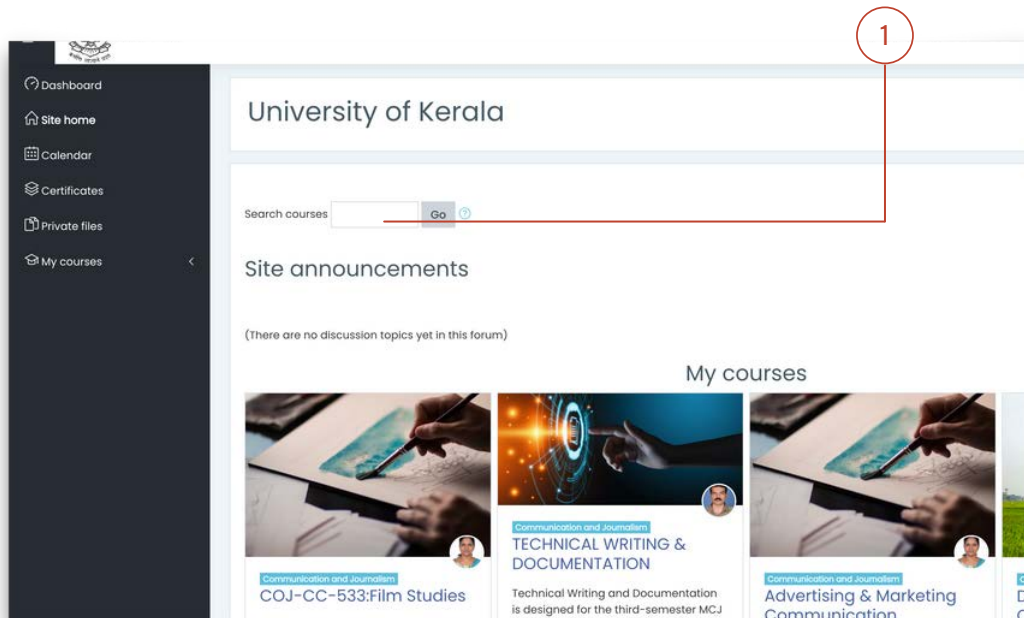 1
Dashboard
Site home
Calendar
Certificates
Private files
My courses
University of Kerala
Search courses Go ?
Site announcements
(There are no discussion topics yet in this forum)
My courses
Communication and Journalism
COJ-CC-533:Film Studies
Communication and Journalism
TECHNICAL WRITING &
DOCUMENTATION
Technical Writing and Documentation
is designed for the third-semester MCJ
Communication and Journalism
Advertising & Marketing
Communication